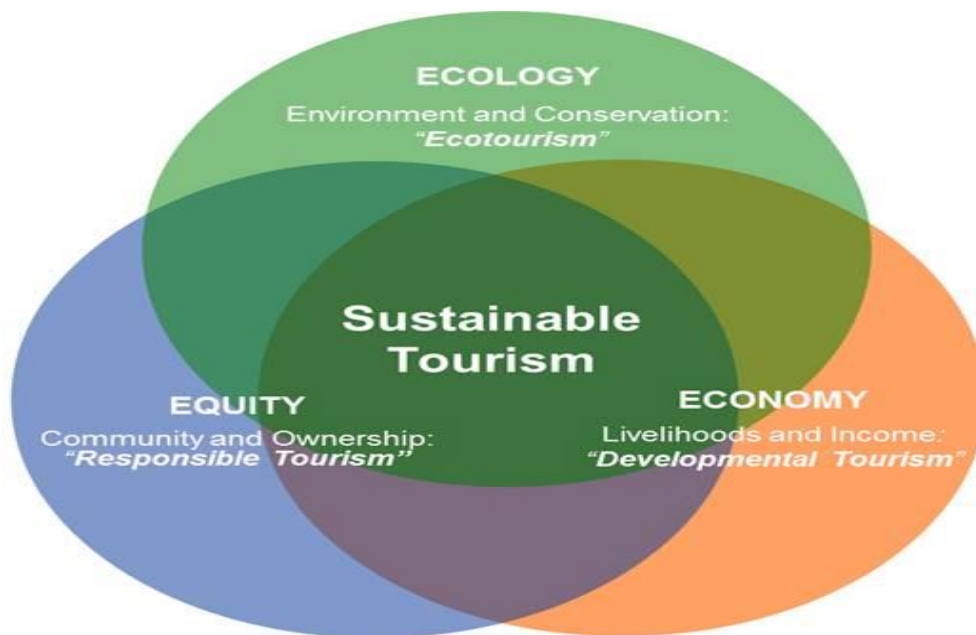 ECOLOGY
Environment and Conservation:
“Ecotourism”
Sustainable
Tourism
EQUITY
Community and Ownership:
“Responsible Tourism”
ECONOMY
Livelihoods and Income:
“Developmental Tourism”